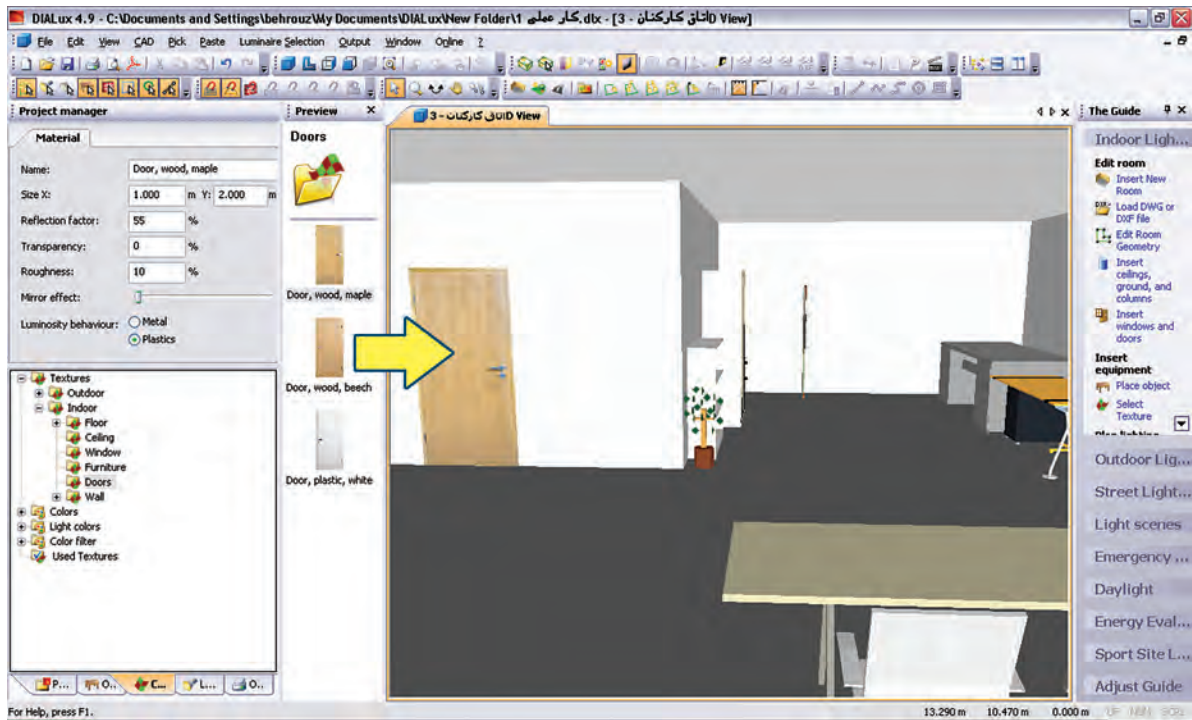 DIALux 4.9 - C:\Documents and Settings\behrouz\My Documents\DIALux\New Folder\1 کار عملی.dlx - [3 - اتاق کارکنانD View]
File Edit View CAD Pick Paste Luminaire Selection Output Window Online ?
Project manager
Material
Name: Door, wood, maple
Size X: 1.000 m Y: 2.000 m
Reflection factor: 55 %
Transparency: 0 %
Roughness: 10 %
Mirror effect:
Luminosity behaviour: Metal
Plastics
Textures
Outdoor
Indoor
Floor
Ceiling
Window
Furniture
Doors
Wall
Colors
Light colors
Color filter
Used Textures
P... O.. C... L... O..
Preview
Doors
Door, wood, maple
Door, wood, beech
Door, plastic, white
3 - اتاق کارکنانD View
The Guide
Indoor Ligh...
Edit room
Insert New
Room
Load DWG or
DXF file
Edit Room
Geometry
Insert
ceilings,
ground, and
columns
Insert
windows and
doors
Insert
equipment
Place object
Select
Texture
Outdoor Lig...
Street Light...
Light scenes
Emergency ...
Daylight
Energy Eval...
Sport Site L...
Adjust Guide
For Help, press F1.
13.290 m 10.470 m 0.000 m